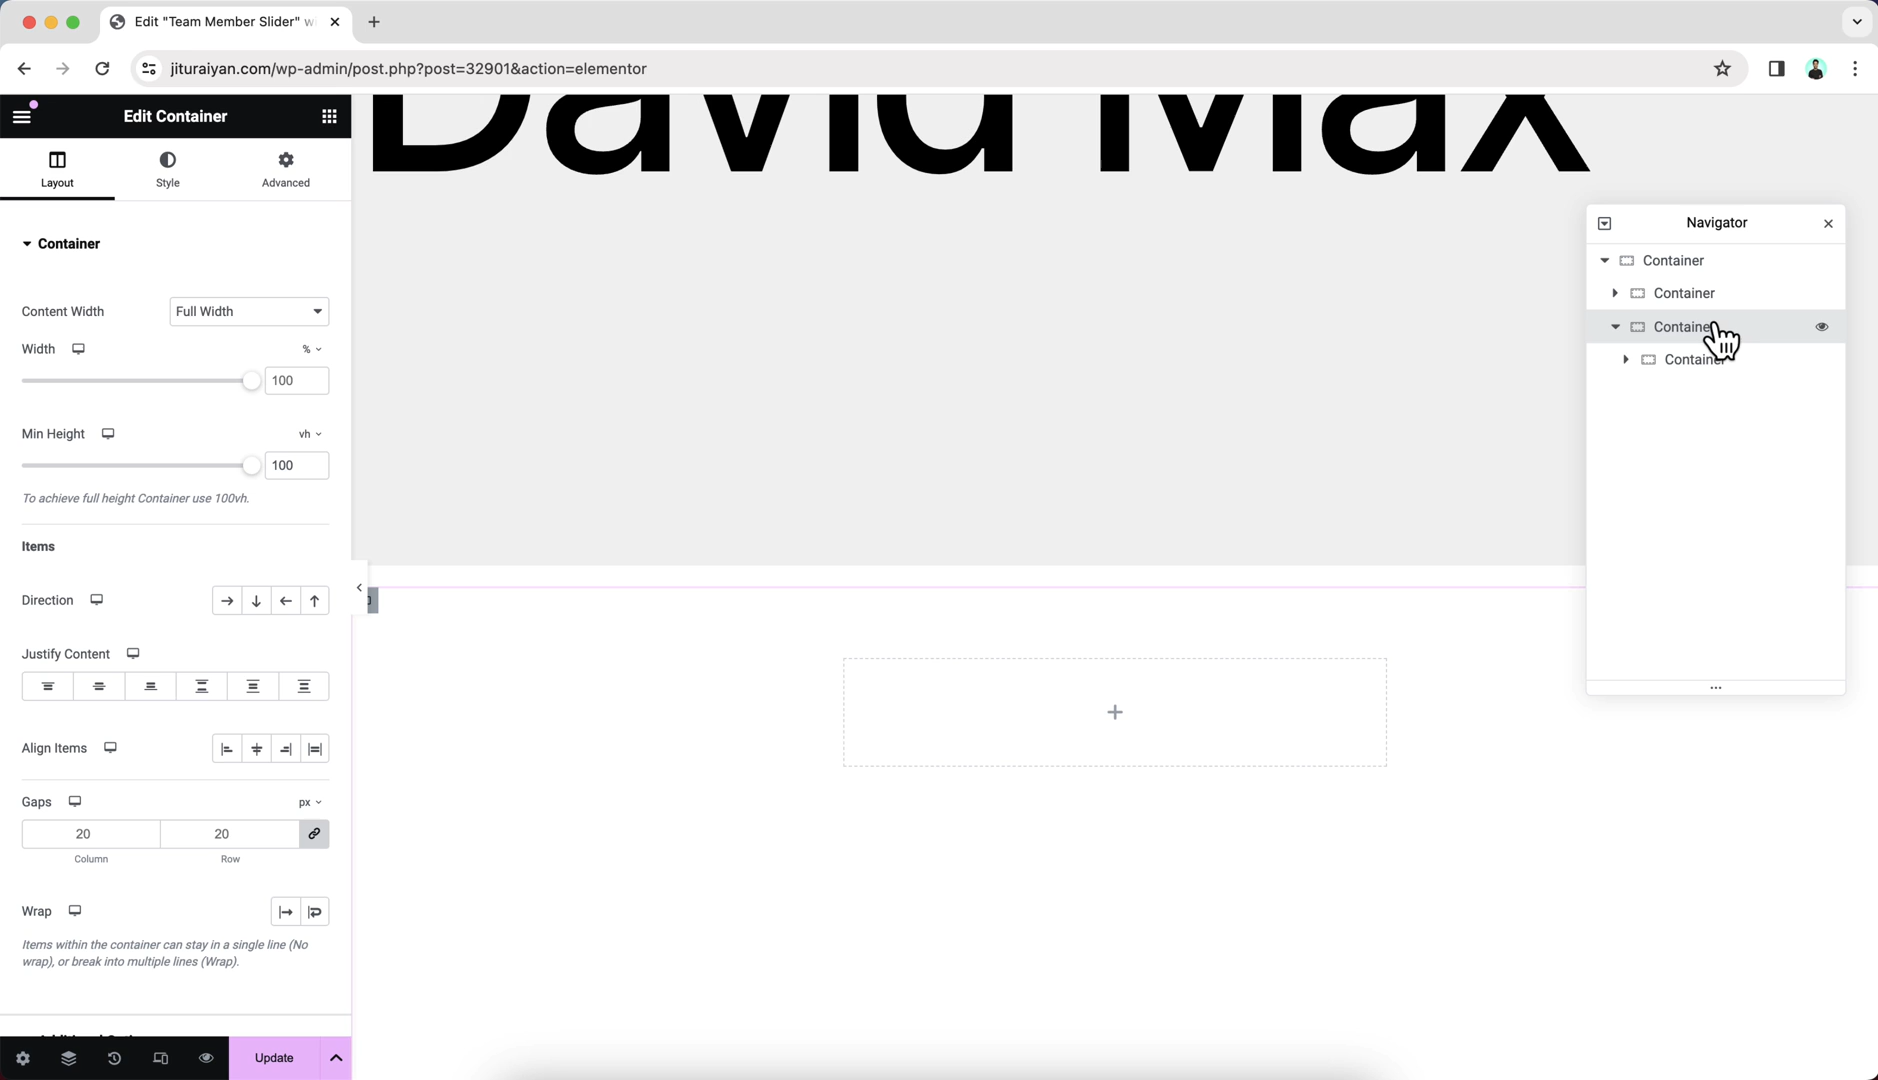 Edit "Team Member Slider" w
jituraiyan.com/wp-admin/post.php?post=32901&action=elementor
Edit Container
Layout
Style
Advanced
Container
Content Width
Full Width
Width
%
100
Min Height
vh
100
To achieve full height Container use 100vh.
Items
Direction
Justify Content
Align Items
Gaps
px
20
20
Column
Row
Wrap
Items within the container can stay in a single line (No
wrap), or break into multiple lines (Wrap).
Update
David Max
Navigator
Container
Container
Container
Container